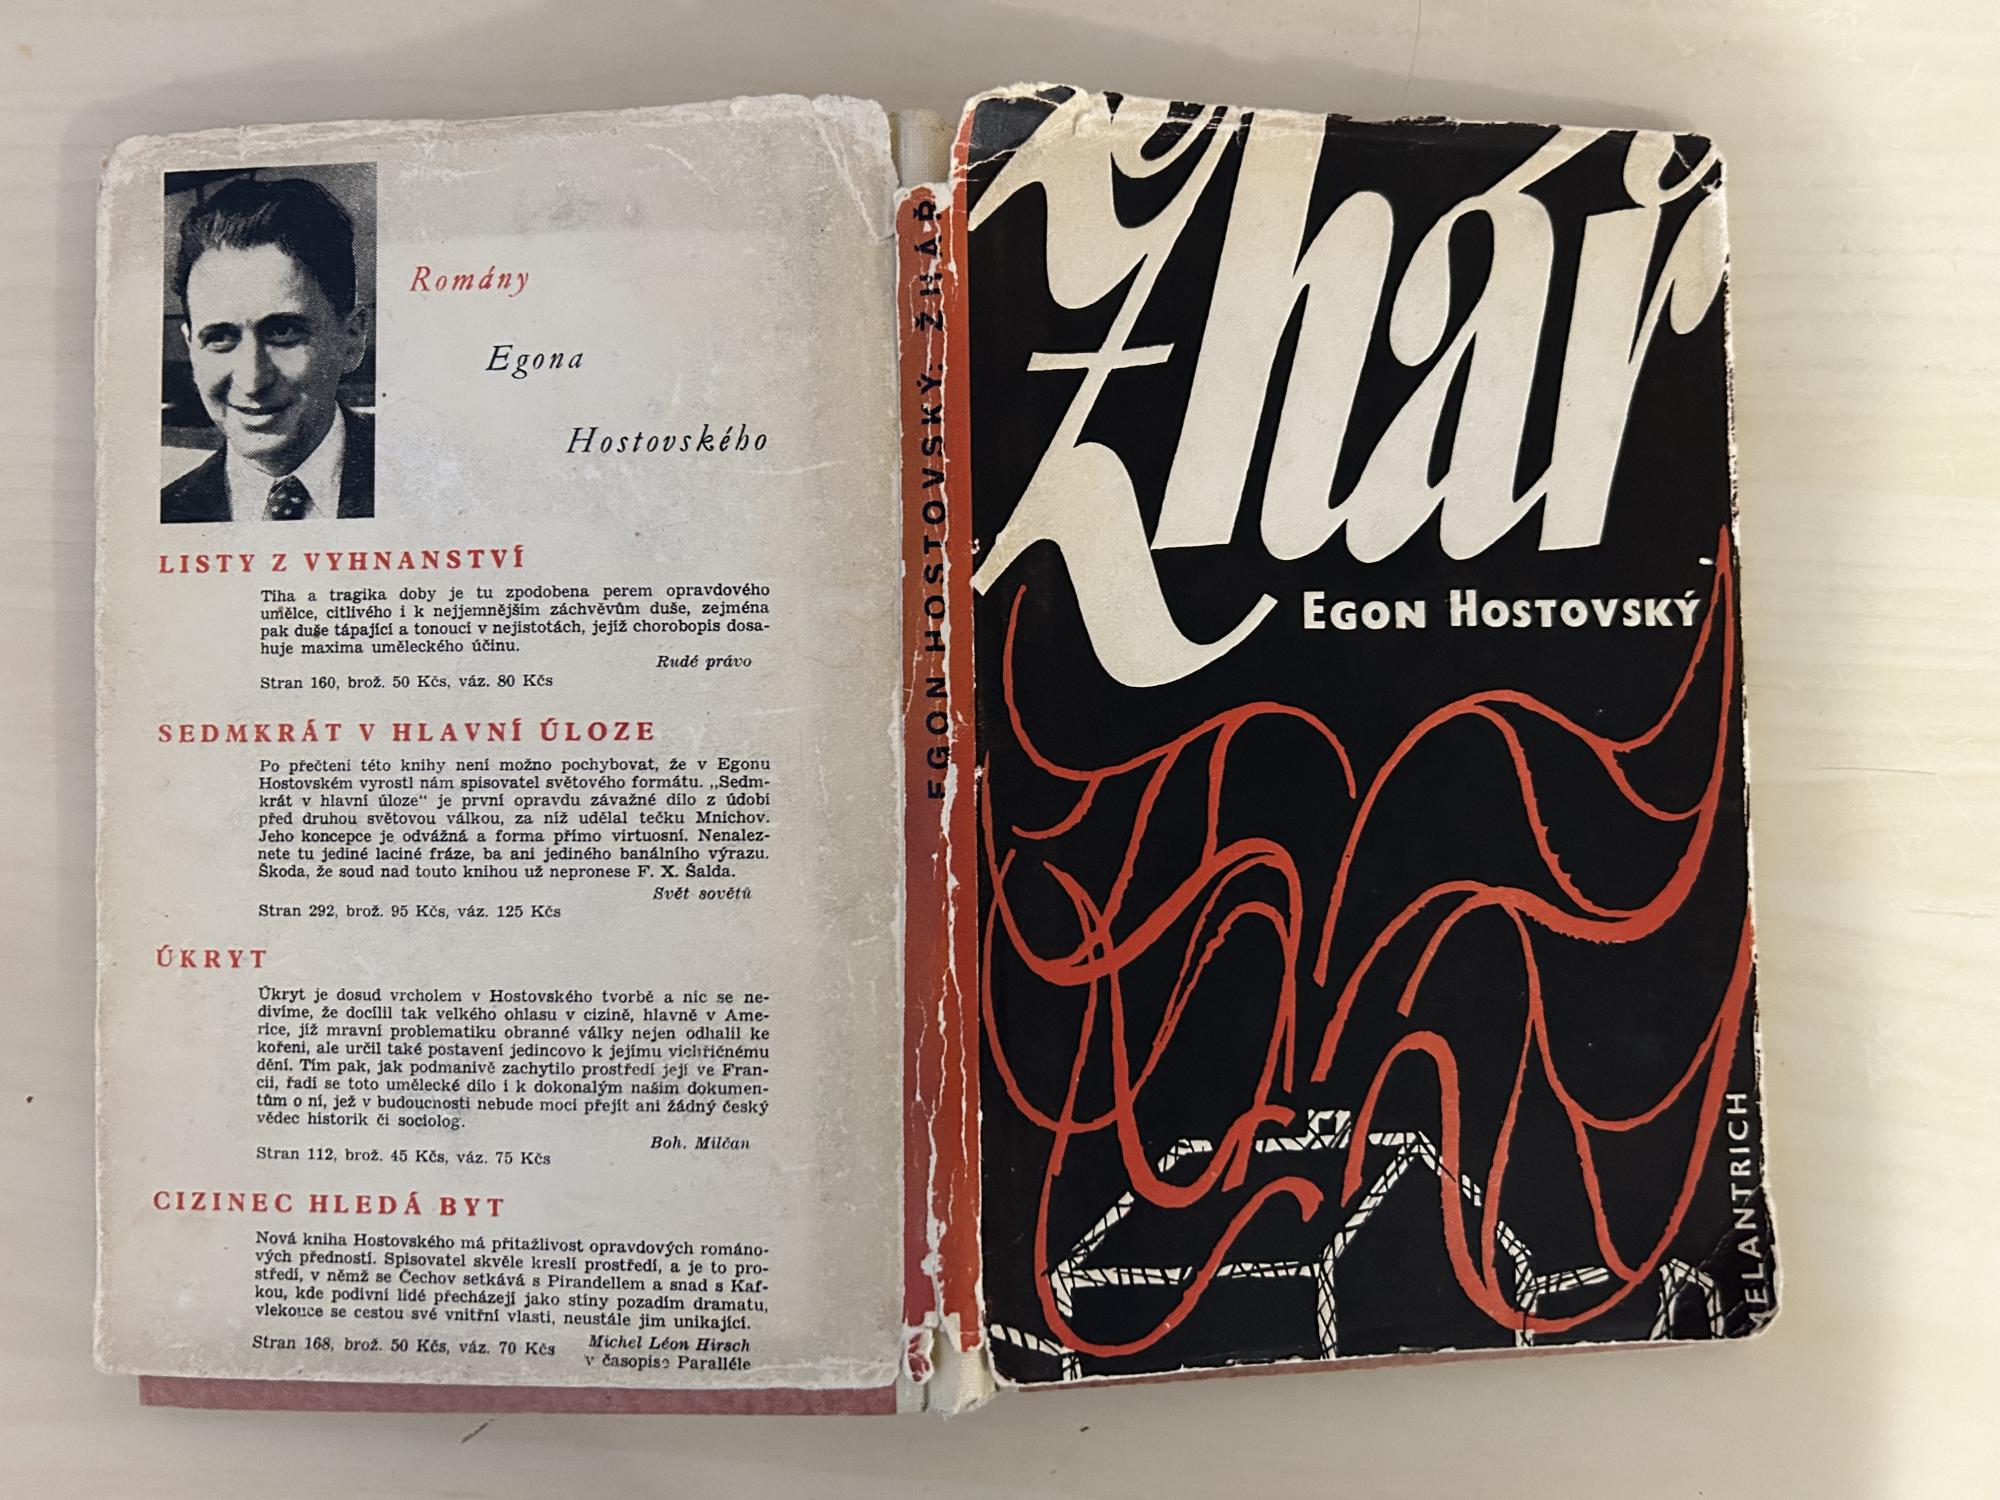 Romány
Egona
Hostovského
LISTY Z VYHNANSTVÍ
Tíha a tragika doby je tu zpodobena perem opravdového
umělce, citlivého i k nejjemnějším záchvěvům duše, zejména
pak duše tápající a tonoucí v nejistotách, jejíž chorobopis dosa-
huje maxima uměleckého účinu.
Rudé právo
Stran 160, brož. 50 Kčs, váz. 80 Kčs
SEDMKRÁT V HLAVNÍ ÚLOZE
Po přečtení této knihy není možno pochybovat, že v Egonu
Hostovském vyrostl nám spisovatel světového formátu. „Sedm-
krát v hlavní úloze“ je první opravdu závažné dílo z údobí
před druhou světovou válkou, za níž udělal tečku Mnichov.
Jeho koncepce je odvážná a forma přímo virtuosní. Nenalez-
nete tu jediné laciné fráze, ba ani jediného banálního výrazu.
Škoda, že soud nad touto knihou už nepronese F. X. Šalda.
Svět sovětů
Stran 292, brož. 95 Kčs, váz. 125 Kčs
ÚKRYT
Úkryt je dosud vrcholem v Hostovského tvorbě a nic se ne-
divíme, že docílil tak velkého ohlasu v cizině, hlavně v Ame-
rice, jíž mravní problematiku obranné války nejen odhalil ke
kořeni, ale určil také postavení jedincovo k jejímu vichřičnému
dění. Tím pak, jak podmanivě zachytilo prostředí její ve Fran-
cii, řadí se toto umělecké dílo i k dokonalým našim dokumen-
tům o ní, jež v budoucnosti nebude moci přejít ani žádný český
vědec historik či sociolog.
Boh. Milčan
Stran 112, brož. 45 Kčs, váz. 75 Kčs
CIZINEC HLEDÁ BYT
Nová kniha Hostovského má přitažlivost opravdových románo-
vých předností. Spisovatel skvěle kreslí prostředí, a je to pro-
středí, v němž se Čechov setkává s Pirandellem a snad s Kaf-
kou, kde podivní lidé přecházejí jako stíny pozadím dramatu,
vlekouce se cestou své vnitřní vlasti, neustále jim unikající.
Stran 168, brož. 50 Kčs, váz. 70 Kčs
Michel Léon Hirsch
v časopise Paralléle
EGON HOSTOVSKÝ: ŽHÁŘ
Žhář
EGON HOSTOVSKÝ
MELANTRICH